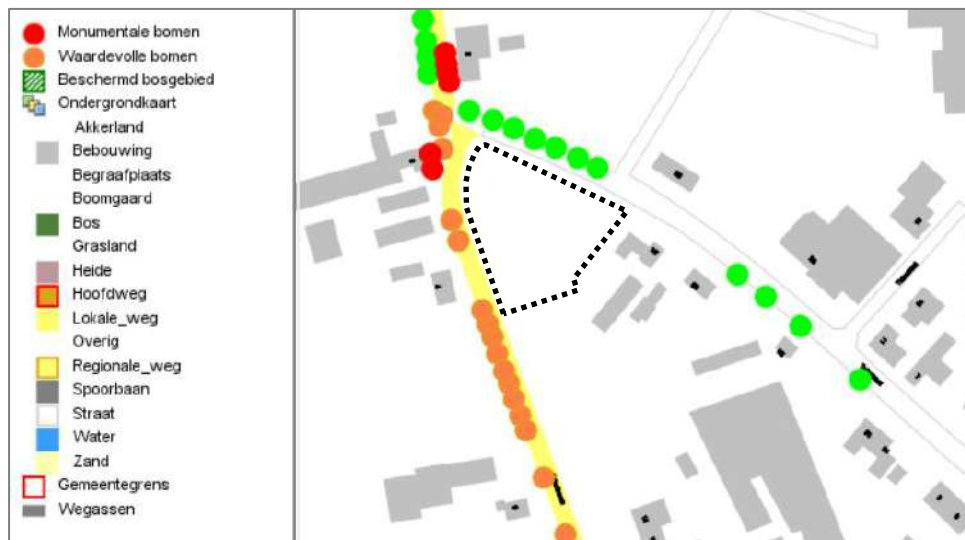 Monumentale bomen
Waardevolle bomen
Beschermd bosgebied
Ondergrondkaart
Akkerland
Bebouwing
Begraafplaats
Boomgaard
Bos
Grasland
Heide
Hoofdweg
Lokale_weg
Overig
Regionale_weg
Spoorbaan
Straat
Water
Zand
Gemeentegrens
Wegassen